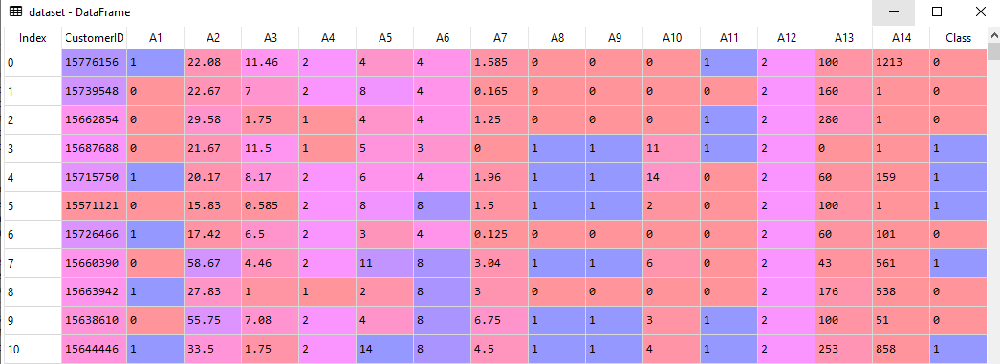 dataset - DataFrame
Index CustomerID A1 A2 A3 A4 A5 A6 A7 A8 A9 A10 A11 A12 A13 A14 Class
0 15776156 1 22.08 11.46 2 4 4 1.585 0 0 0 1 2 100 1213 0
1 15739548 0 22.67 7 2 8 4 0.165 0 0 0 0 2 160 1 0
2 15662854 0 29.58 1.75 1 4 4 1.25 0 0 0 1 2 280 1 0
3 15687688 0 21.67 11.5 1 5 3 0 1 1 11 1 2 0 1 1
4 15715750 1 20.17 8.17 2 6 4 1.96 1 1 14 0 2 60 159 1
5 15571121 0 15.83 0.585 2 8 8 1.5 1 1 2 0 2 100 1 1
6 15726466 1 17.42 6.5 2 3 4 0.125 0 0 0 0 2 60 101 0
7 15660390 0 58.67 4.46 2 11 8 3.04 1 1 6 0 2 43 561 1
8 15663942 1 27.83 1 1 2 8 3 0 0 0 0 2 176 538 0
9 15638610 0 55.75 7.08 2 4 8 6.75 1 1 3 1 2 100 51 0
10 15644446 1 33.5 1.75 2 14 8 4.5 1 1 4 1 2 253 858 1